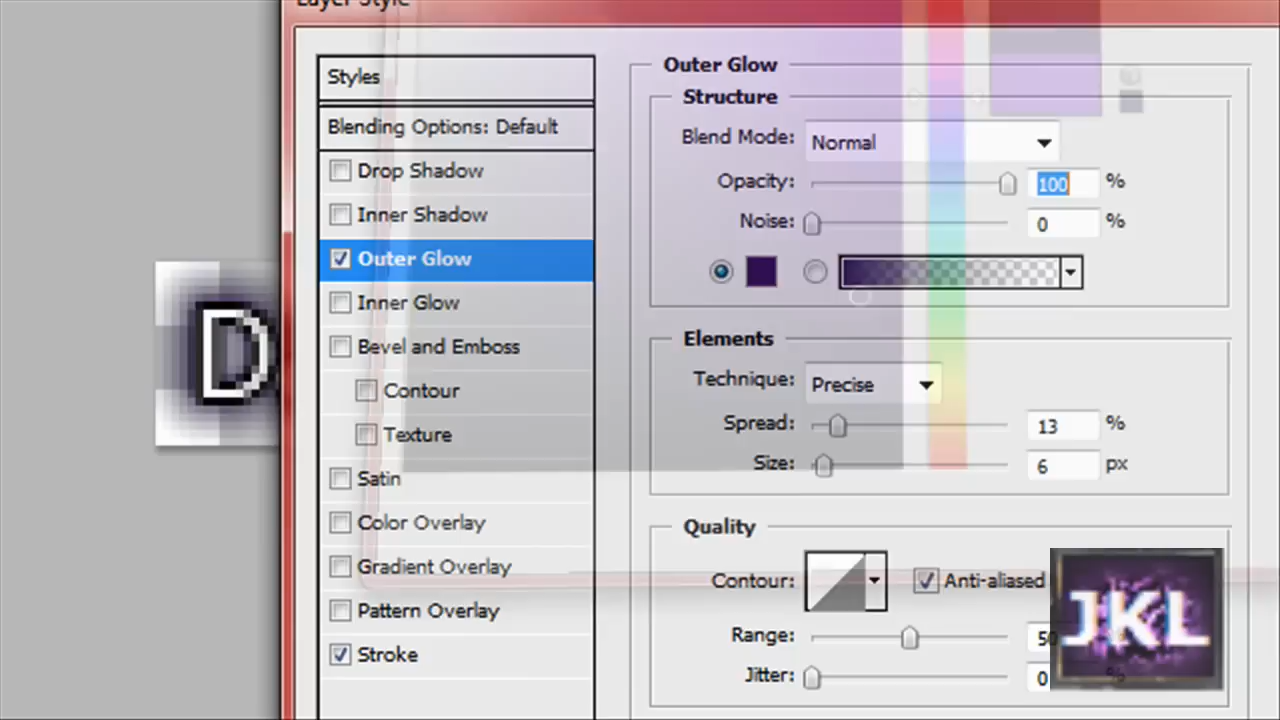 Layer Style
Styles
Blending Options: Default
Drop Shadow
Inner Shadow
Outer Glow
Inner Glow
Bevel and Emboss
Contour
Texture
Satin
Color Overlay
Gradient Overlay
Pattern Overlay
Stroke
Outer Glow
Structure
Blend Mode: Normal
Opacity: 100 %
Noise: 0 %
Elements
Technique: Precise
Spread: 13 %
Size: 6 px
Quality
Contour: Anti-aliased
Range: 50 %
Jitter: 0 %
D
JKL